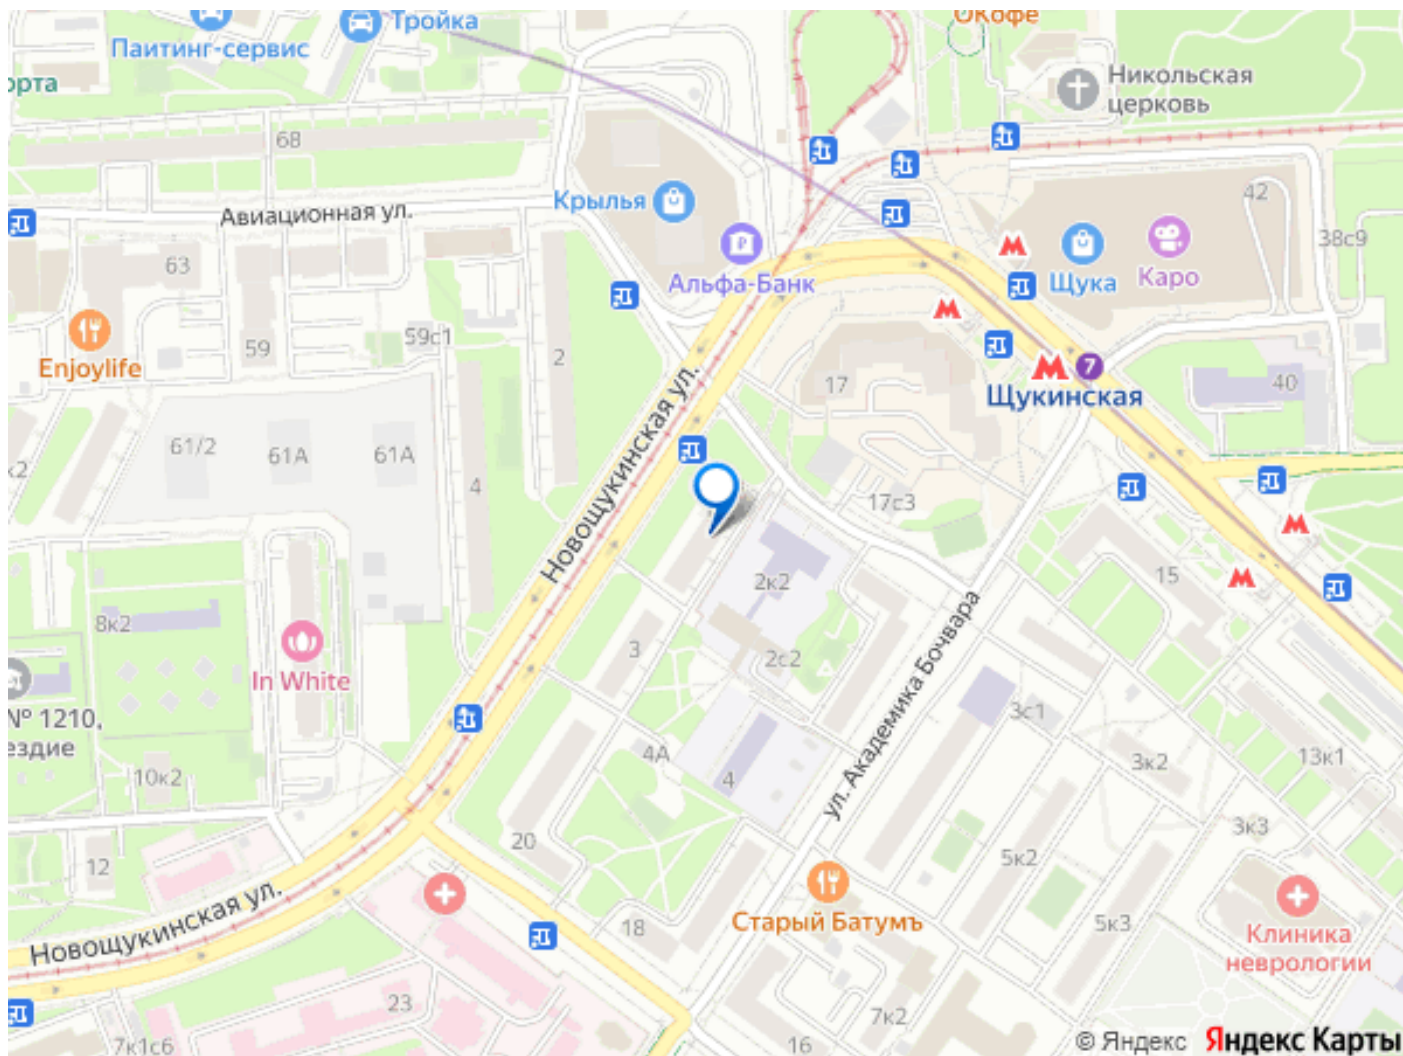 Паитинг-сервис
Тройка
ОКофе
орта
Никольская
церковь
68
Крылья
Авиационная ул.
42
38с9
63
Альфа-Банк
Щука
Каро
59с1
59
2
Enjoylife
17
7
Щукинская
40
Новощукинская ул.
61/2
61А
61А
к2
4
17с3
2к2
15
8к2
3
2с2
ул. Академика Бочвара
In White
3с1
№ 1210,
ездие
4А
4
3к2
13к1
10к2
20
3к3
12
5к2
Новощукинская ул.
Старый Батумъ
18
5к3
Клиника
неврологии
23
7к2
7к1с6
16
© Яндекс Яндекс Карты